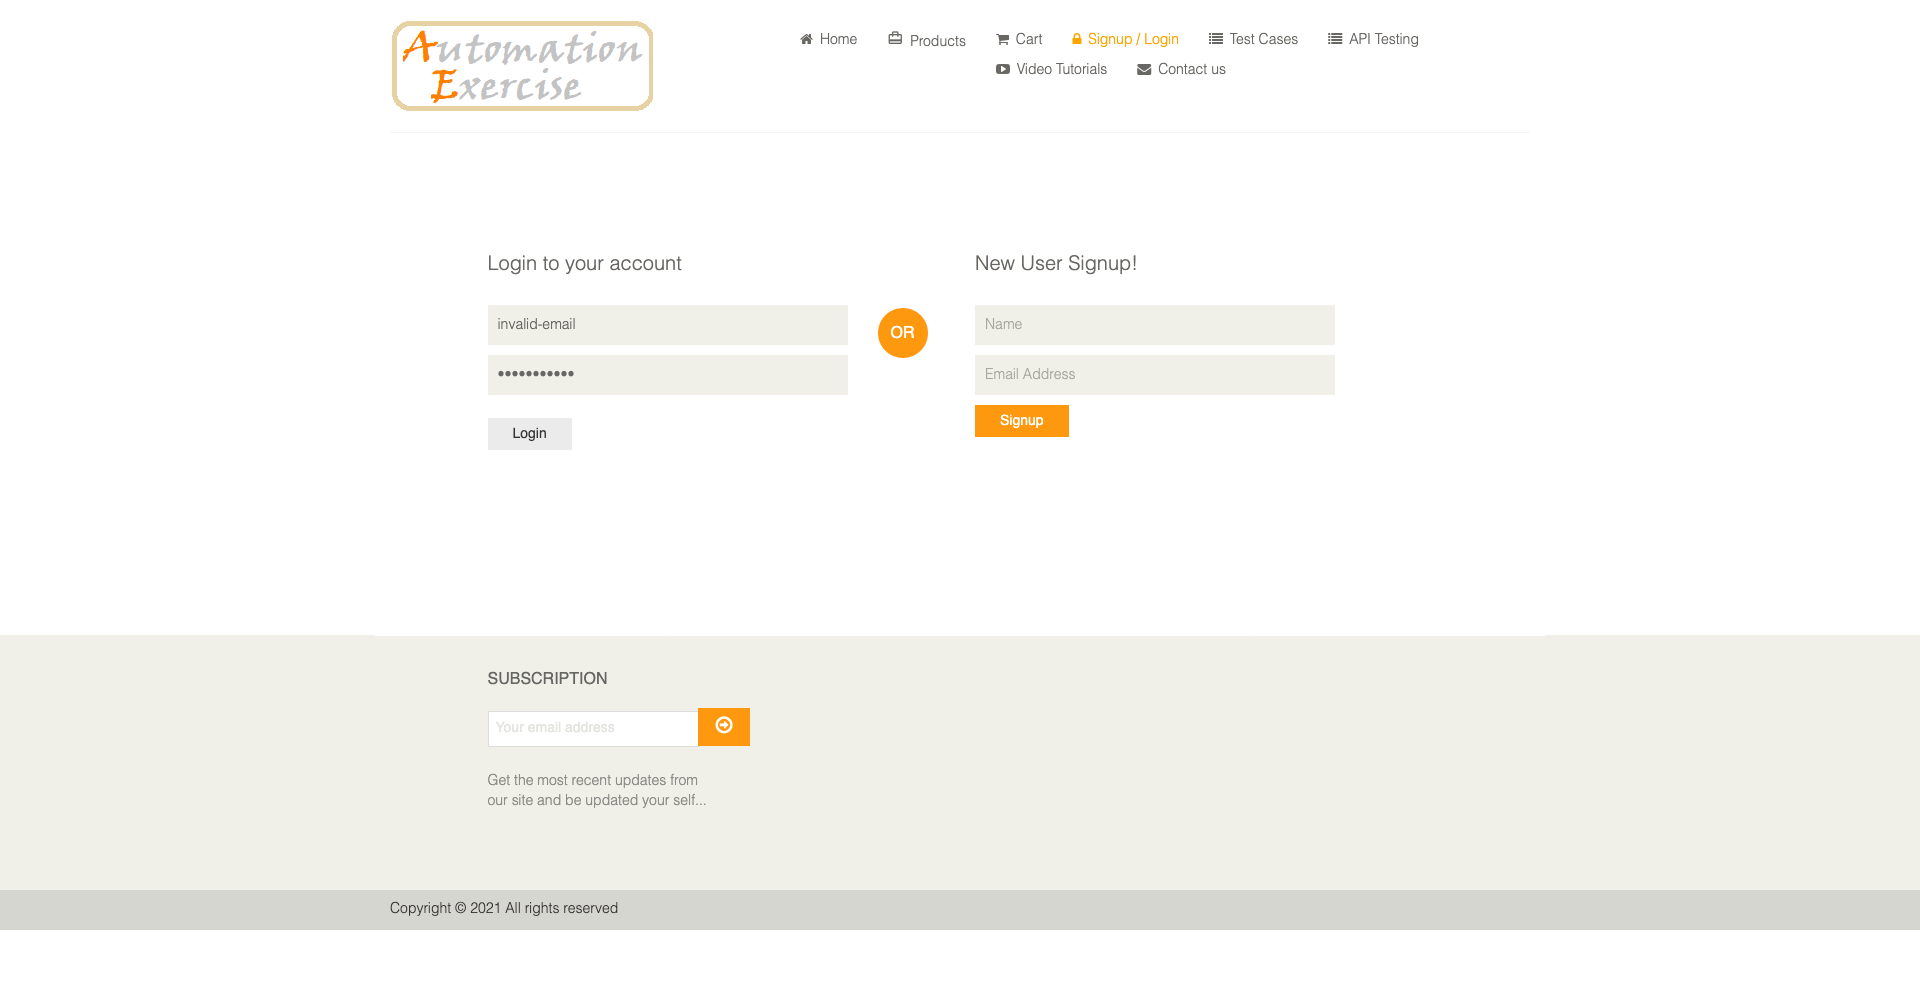 Automation
Exercise
Home
Products
Cart
Signup / Login
Test Cases
API Testing
Video Tutorials
Contact us
Login to your account
invalid-email
•••••••••••
Login
OR
New User Signup!
Name
Email Address
Signup
SUBSCRIPTION
Your email address
Get the most recent updates from
our site and be updated your self...
Copyright © 2021 All rights reserved